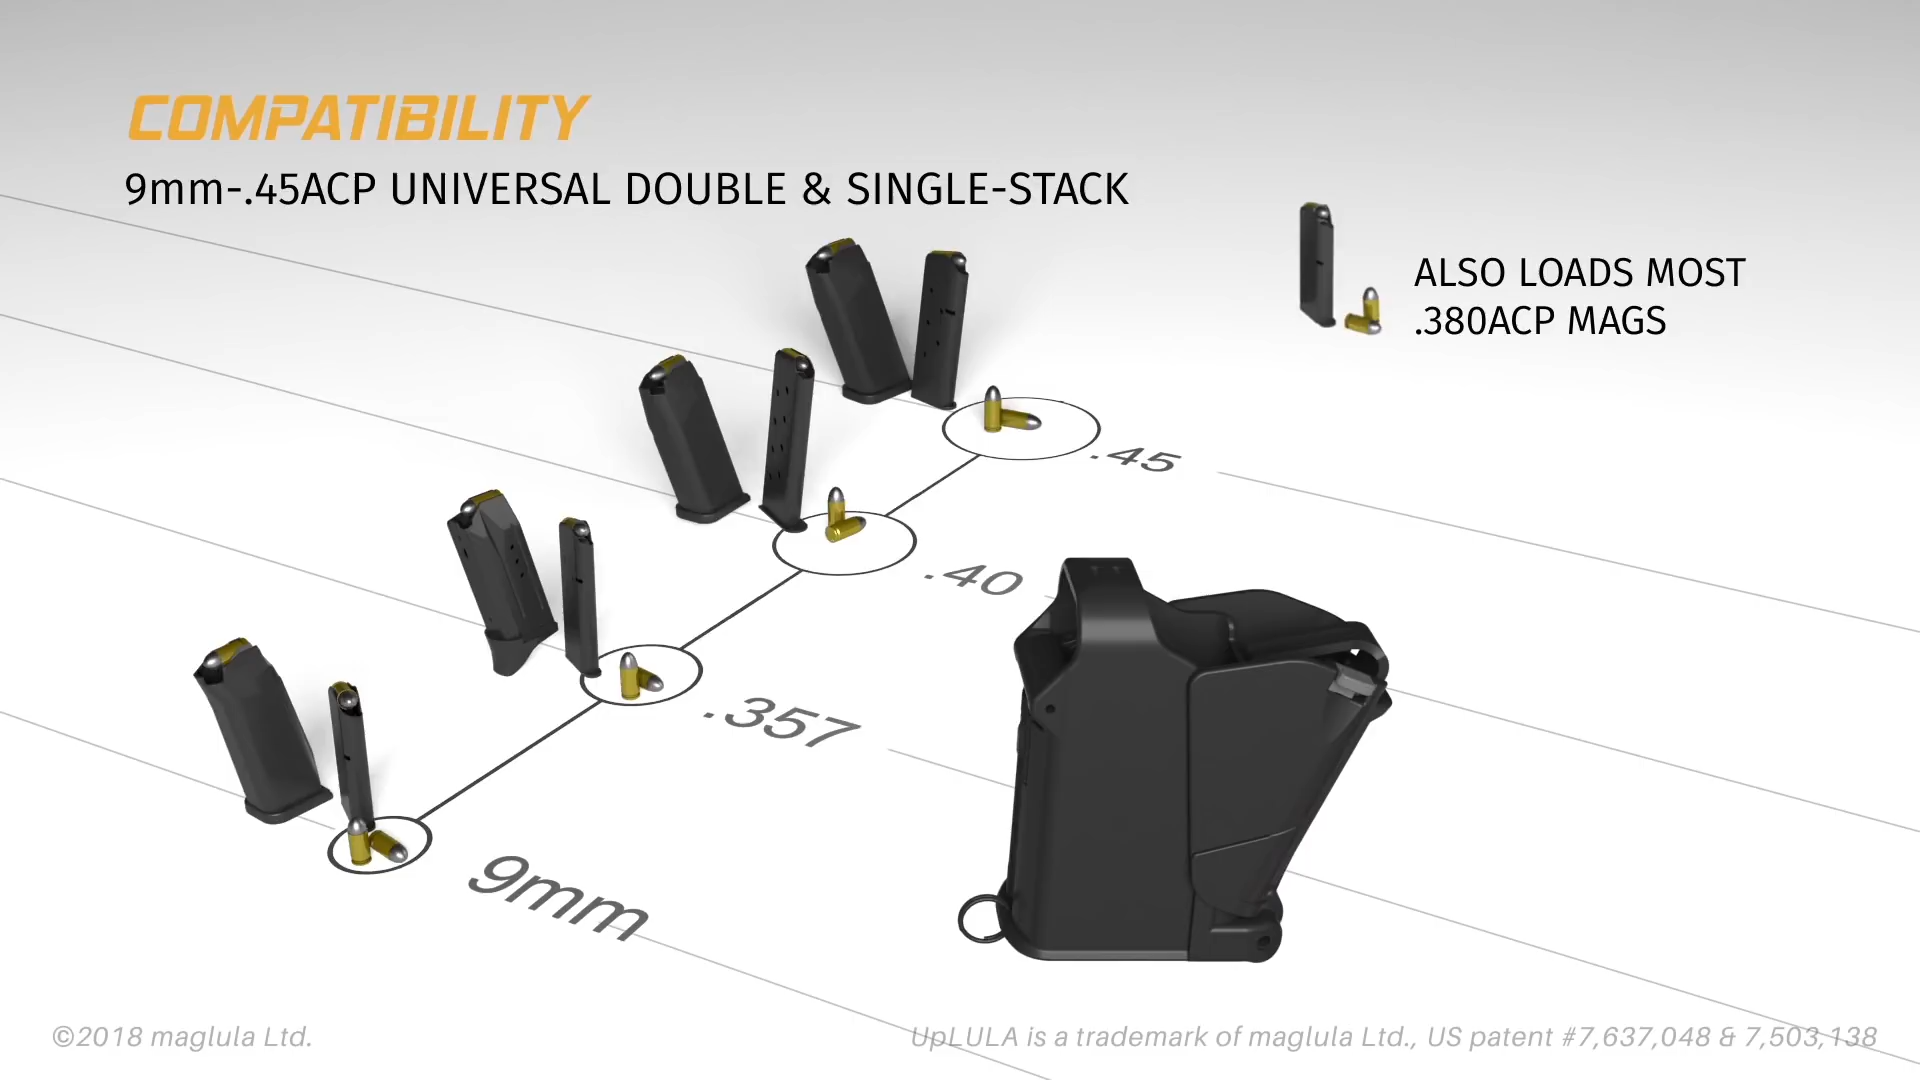 COMPATIBILITY
9mm-.45ACP UNIVERSAL DOUBLE & SINGLE-STACK
ALSO LOADS MOST
.380ACP MAGS
.45
.40
.357
9mm
©2018 maglula Ltd.
UpLULA is a trademark of maglula Ltd., US patent #7,637,048 & 7,503,138